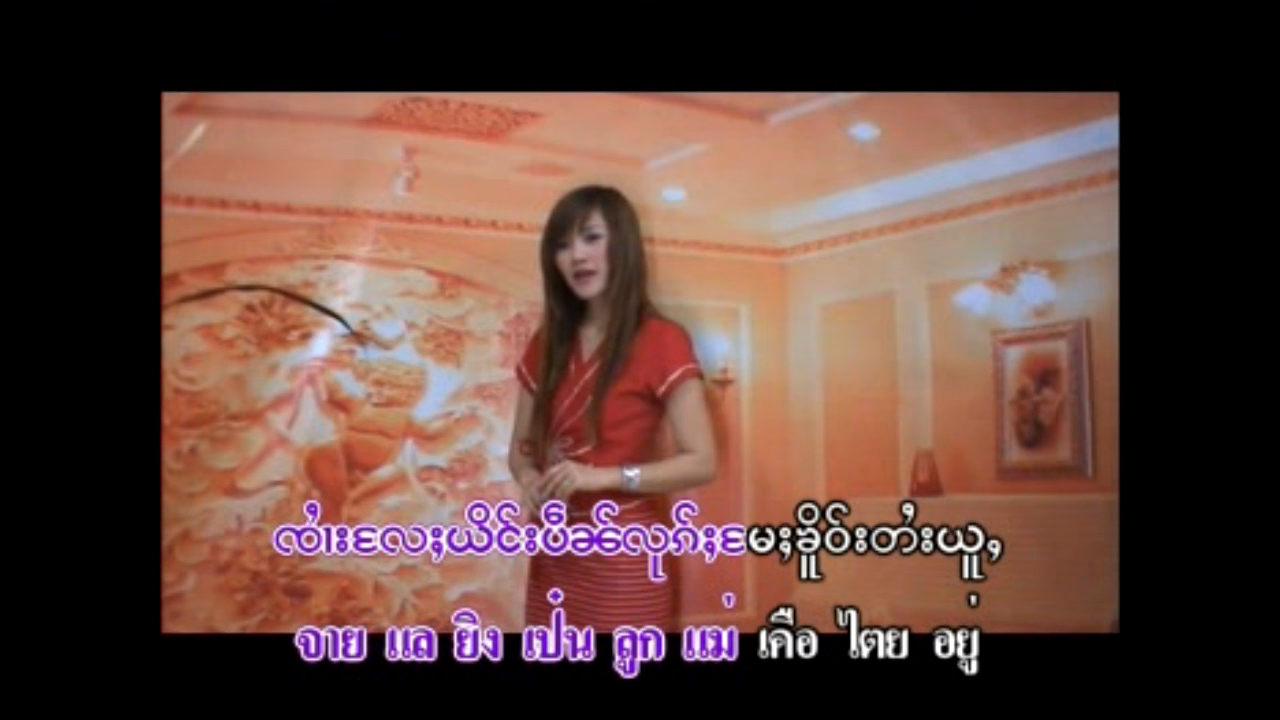 ၸၢႆးလႄႈယိင်းပဵၼ်လုၵ်ႈမႄႈၶိူဝ်းတႆးယူႇ
จาย แล ยิง เป๋น ลูก แม่ เคือ ไตย อยู่